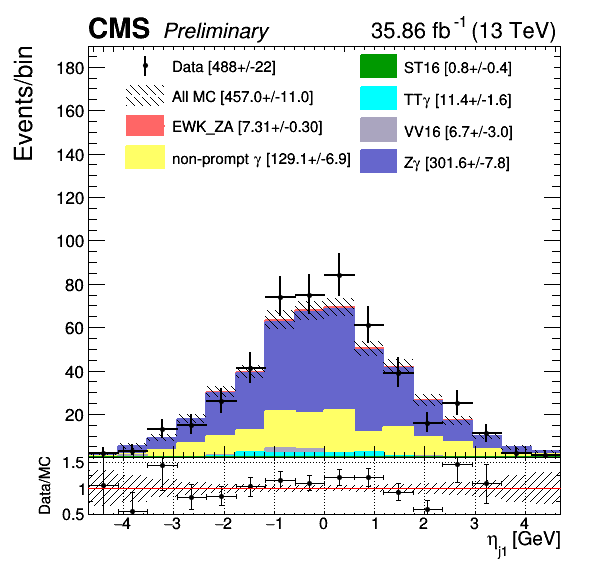 CMS Preliminary 35.86 fb⁻¹ (13 TeV)
Events/bin
Data [488+/-22]
All MC [457.0+/-11.0]
EWK_ZA [7.31+/-0.30]
non-prompt γ [129.1+/-6.9]
ST16 [0.8+/-0.4]
TTγ [11.4+/-1.6]
VV16 [6.7+/-3.0]
Zγ [301.6+/-7.8]
180
160
140
120
100
80
60
40
20
Data/MC
1.5
1
0.5
−4 −3 −2 −1 0 1 2 3 4
η_j1 [GeV]